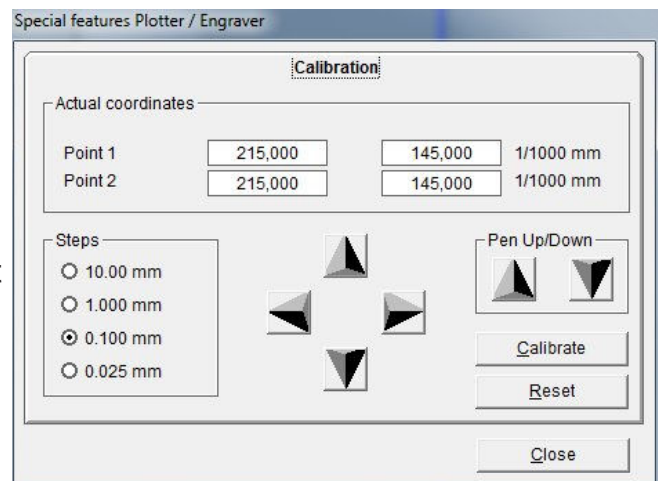 Special features Plotter / Engraver
Calibration
Actual coordinates
Point 1 215,000 145,000 1/1000 mm
Point 2 215,000 145,000 1/1000 mm
Steps
10.00 mm
1.000 mm
0.100 mm
0.025 mm
Pen Up/Down
Calibrate
Reset
Close